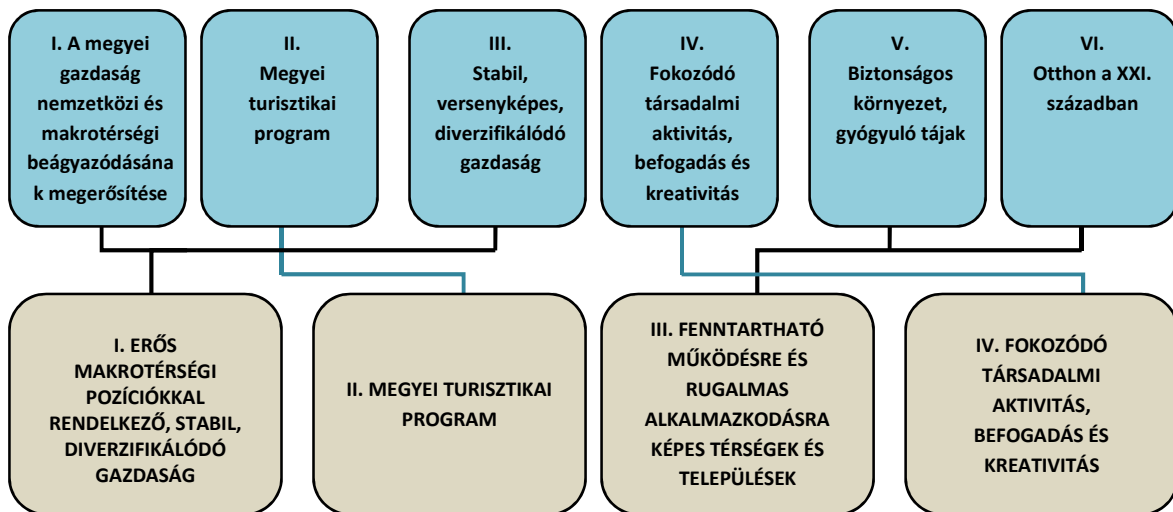 I. A megyei
gazdaság
nemzetközi és
makrotérségi
beágyazódásána
k megerősítése
II.
Megyei
turisztikai
program
III.
Stabil,
versenyképes,
diverzifikálódó
gazdaság
IV.
Fokozódó
társadalmi
aktivitás,
befogadás és
kreativitás
V.
Biztonságos
környezet,
gyógyuló tájak
VI.
Otthon a XXI.
században
I. ERŐS
MAKROTÉRSÉGI
POZÍCIÓKKAL
RENDELKEZŐ, STABIL,
DIVERZIFIKÁLÓDÓ
GAZDASÁG
II. MEGYEI TURISZTIKAI
PROGRAM
III. FENNTARTHATÓ
MŰKÖDÉSRE ÉS
RUGALMAS
ALKALMAZKODÁSRA
KÉPES TÉRSÉGEK ÉS
TELEPÜLÉSEK
IV. FOKOZÓDÓ
TÁRSADALMI
AKTIVITÁS,
BEFOGADÁS ÉS
KREATIVITÁS